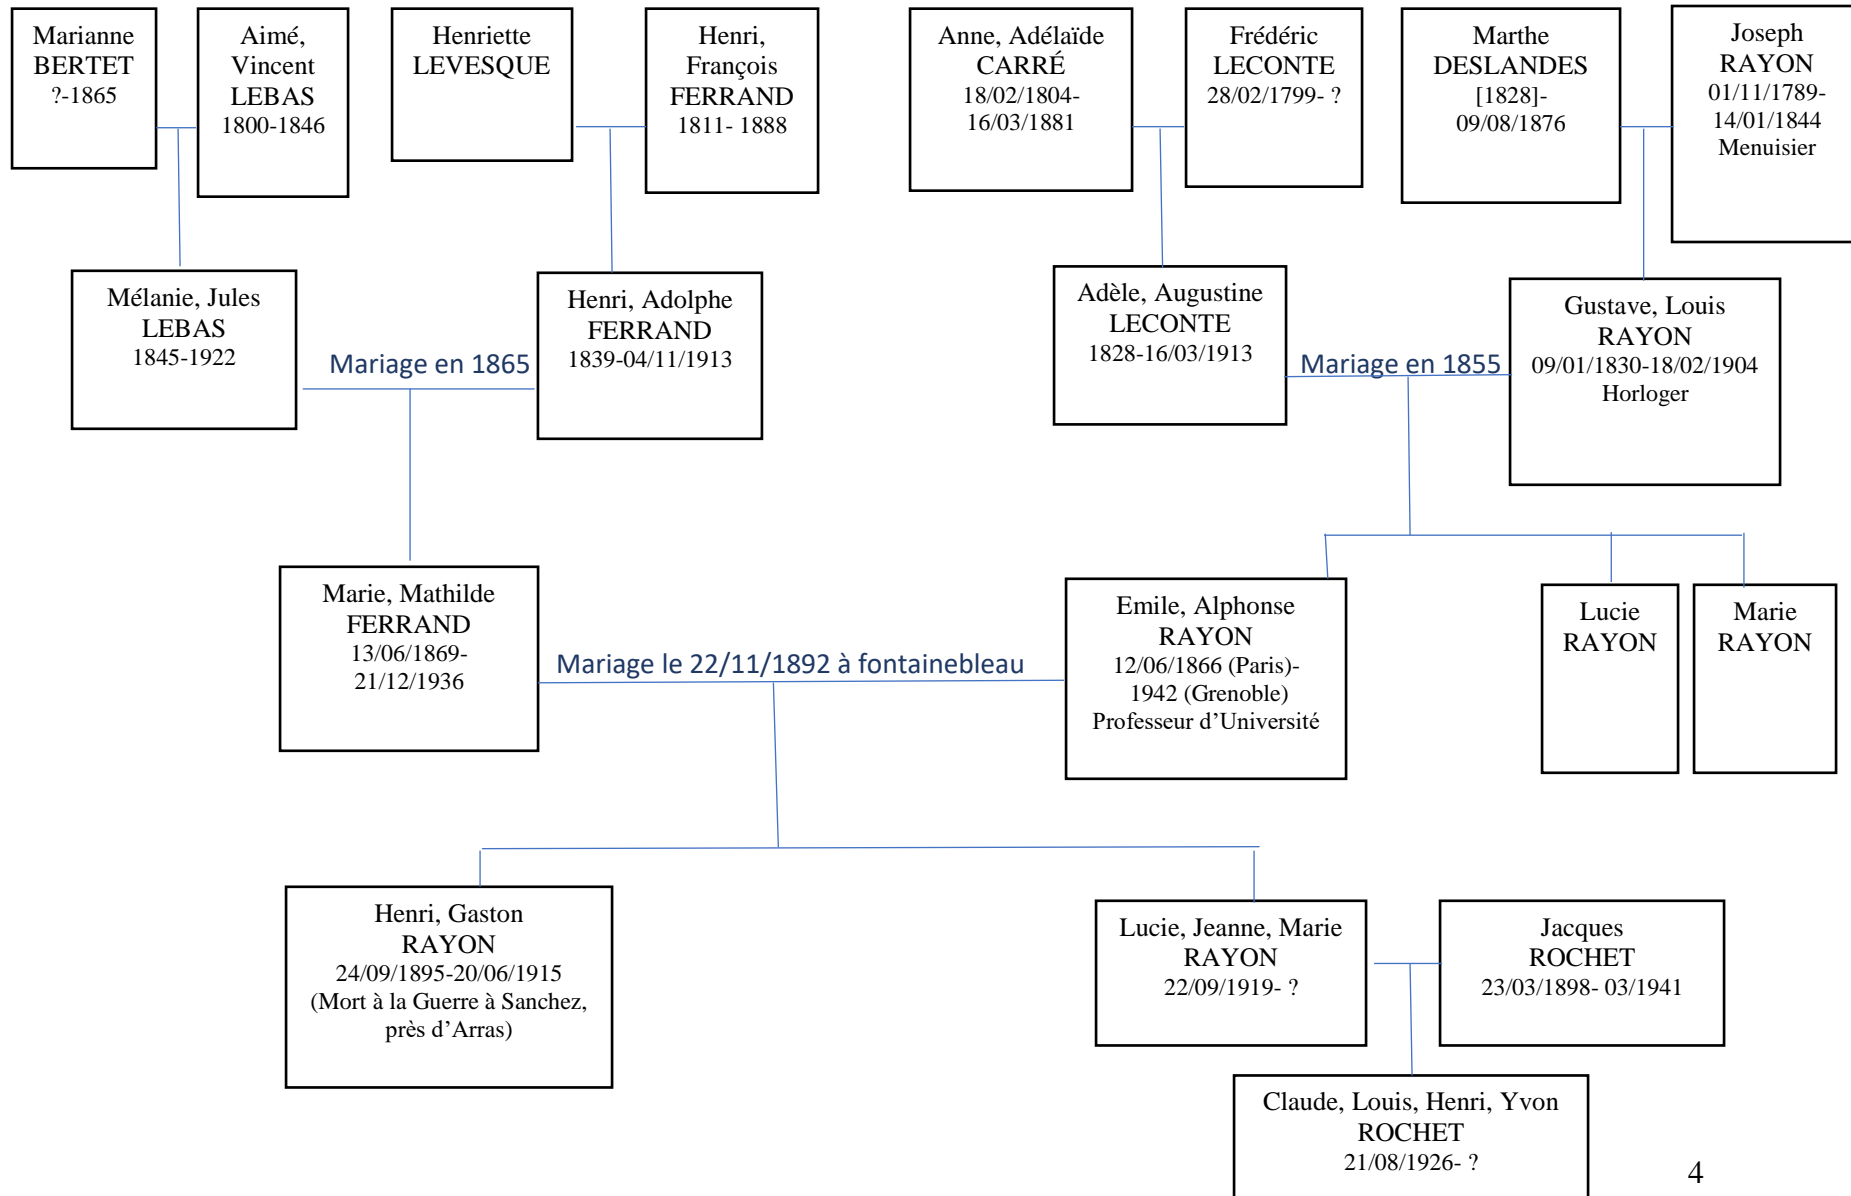 Marianne
BERTET
?-1865
Aimé,
Vincent
LEBAS
1800-1846
Henriette
LEVESQUE
Henri,
François
FERRAND
1811- 1888
Anne, Adélaïde
CARRÉ
18/02/1804-
16/03/1881
Frédéric
LECONTE
28/02/1799- ?
Marthe
DESLANDES
[1828]-
09/08/1876
Joseph
RAYON
01/11/1789-
14/01/1844
Menuisier
Mélanie, Jules
LEBAS
1845-1922
Mariage en 1865
Henri, Adolphe
FERRAND
1839-04/11/1913
Adèle, Augustine
LECONTE
1828-16/03/1913
Mariage en 1855
Gustave, Louis
RAYON
09/01/1830-18/02/1904
Horloger
Marie, Mathilde
FERRAND
13/06/1869-
21/12/1936
Mariage le 22/11/1892 à fontainebleau
Emile, Alphonse
RAYON
12/06/1866 (Paris)-
1942 (Grenoble)
Professeur d’Université
Lucie
RAYON
Marie
RAYON
Henri, Gaston
RAYON
24/09/1895-20/06/1915
(Mort à la Guerre à Sanchez,
près d’Arras)
Lucie, Jeanne, Marie
RAYON
22/09/1919- ?
Jacques
ROCHET
23/03/1898- 03/1941
Claude, Louis, Henri, Yvon
ROCHET
21/08/1926- ?
4